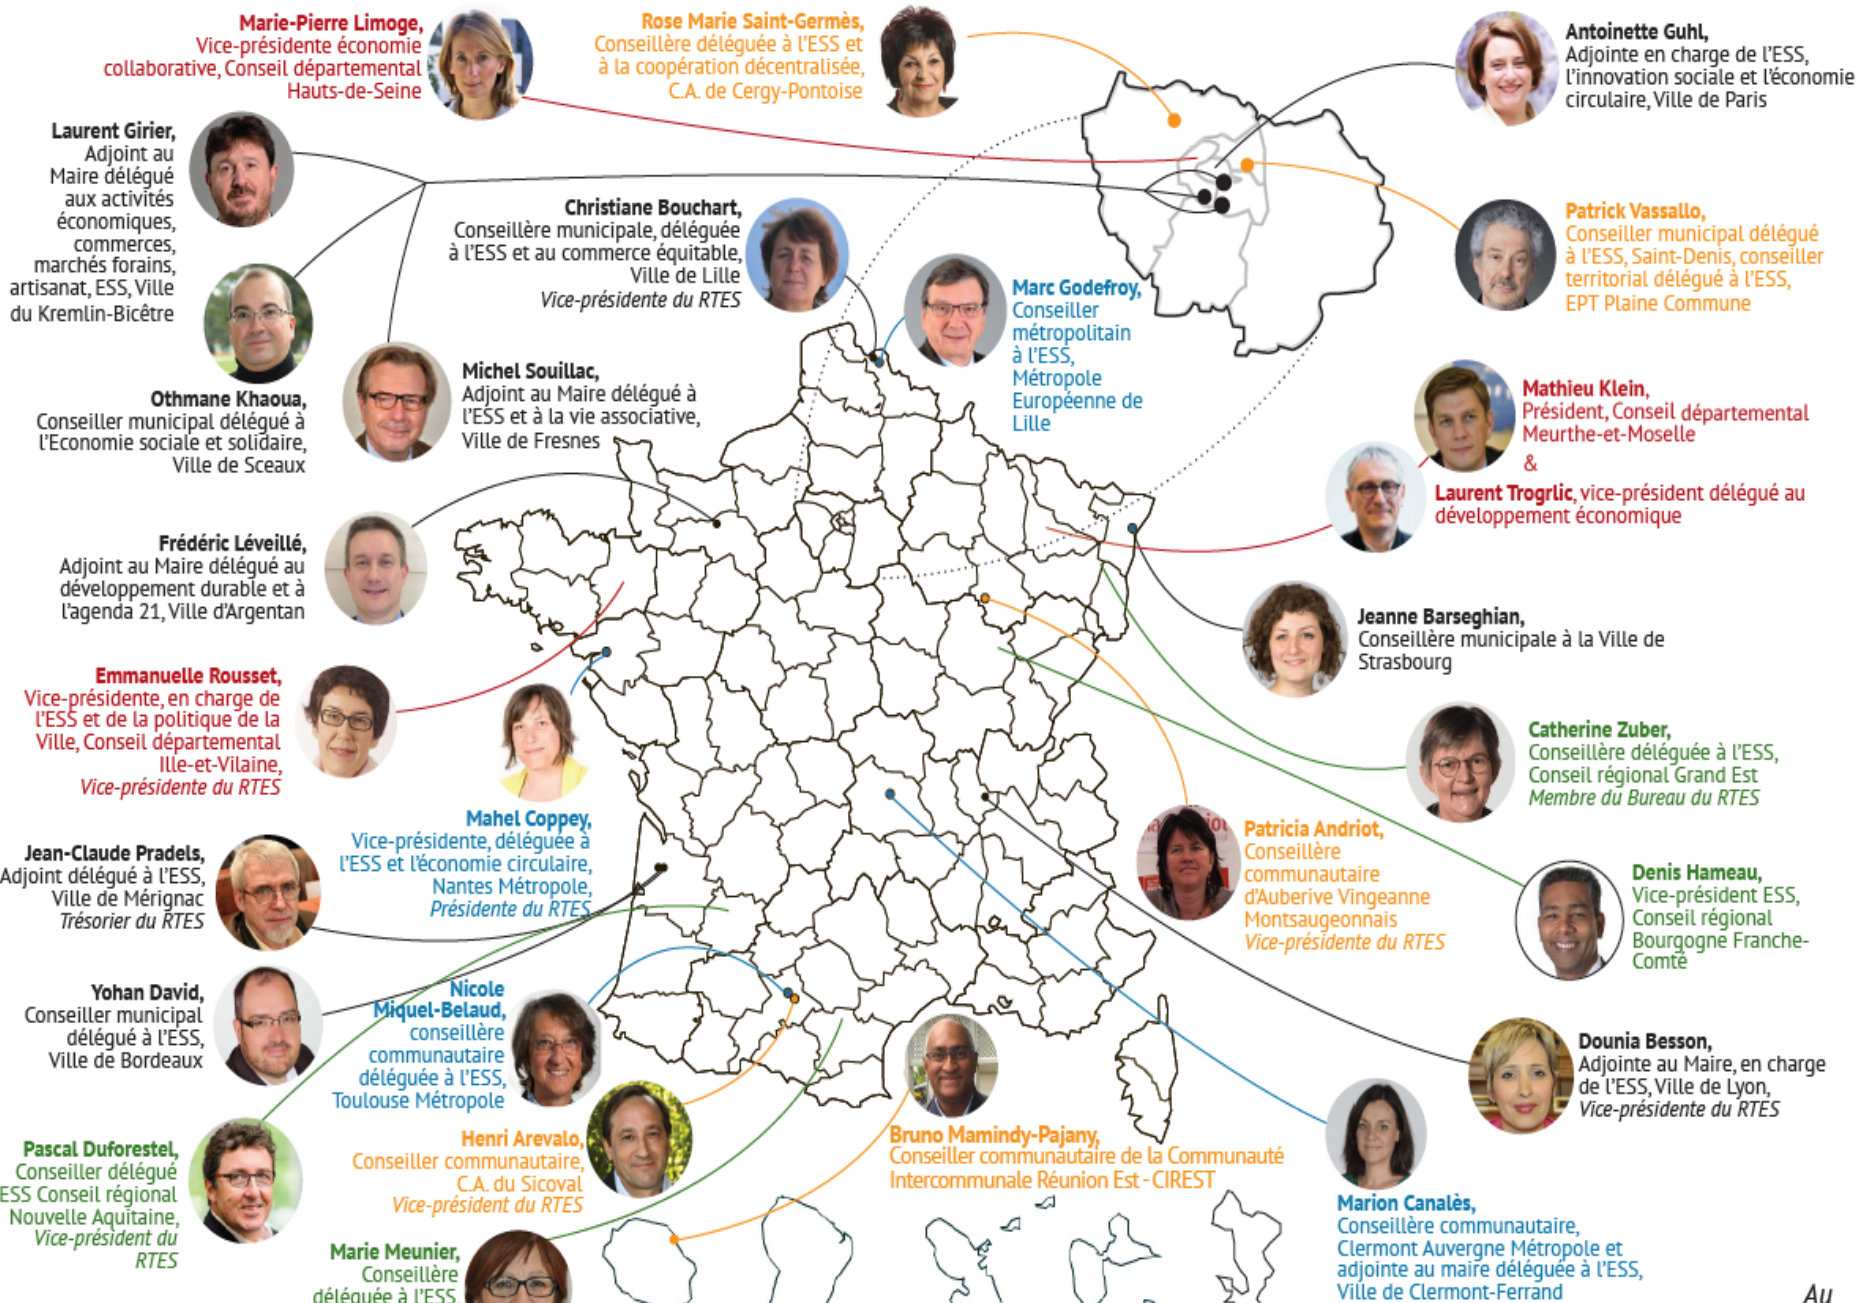 Marie-Pierre Limoge,
Vice-présidente économie
collaborative, Conseil départemental
Hauts-de-Seine
Rose Marie Saint-Germès,
Conseillère déléguée à l'ESS et
à la coopération décentralisée,
C.A. de Cergy-Pontoise
Antoinette Guhl,
Adjointe en charge de l'ESS,
l'innovation sociale et l'économie
circulaire, Ville de Paris
Laurent Girier,
Adjoint au
Maire délégué
aux activités
économiques,
commerces,
marchés forains,
artisanat, ESS, Ville
du Kremlin-Bicêtre
Christiane Bouchart,
Conseillère municipale, déléguée
à l'ESS et au commerce équitable,
Ville de Lille
Vice-présidente du RTES
Marc Godefroy,
Conseiller
métropolitain
à l'ESS,
Métropole
Européenne de
Lille
Patrick Vassallo,
Conseiller municipal délégué
à l'ESS, Saint-Denis, conseiller
territorial délégué à l'ESS,
EPT Plaine Commune
Othmane Khaoua,
Conseiller municipal délégué à
l'Economie sociale et solidaire,
Ville de Sceaux
Michel Souillac,
Adjoint au Maire délégué à
l'ESS et à la vie associative,
Ville de Fresnes
Mathieu Klein,
Président, Conseil départemental
Meurthe-et-Moselle
&
Laurent Trogrlic, vice-président délégué au
développement économique
Frédéric Léveillé,
Adjoint au Maire délégué au
développement durable et à
l'agenda 21, Ville d'Argentan
Jeanne Barseghian,
Conseillère municipale à la Ville de
Strasbourg
Emmanuelle Rousset,
Vice-présidente, en charge de
l'ESS et de la politique de la
Ville, Conseil départemental
Ille-et-Vilaine,
Vice-présidente du RTES
Catherine Zuber,
Conseillère déléguée à l'ESS,
Conseil régional Grand Est
Membre du Bureau du RTES
Mahel Coppey,
Vice-présidente, déléguée à
l'ESS et l'économie circulaire,
Nantes Métropole,
Présidente du RTES
Patricia Andriot,
Conseillère
communautaire
d'Auberive Vingeanne
Montsaugeonnais
Vice-présidente du RTES
Jean-Claude Pradels,
Adjoint délégué à l'ESS,
Ville de Mérignac
Trésorier du RTES
Denis Hameau,
Vice-président ESS,
Conseil régional
Bourgogne Franche-
Comté
Yohan David,
Conseiller municipal
délégué à l'ESS,
Ville de Bordeaux
Nicole
Miquel-Belaud,
conseillère
communautaire
déléguée à l'ESS,
Toulouse Métropole
Dounia Besson,
Adjointe au Maire, en charge
de l'ESS, Ville de Lyon,
Vice-présidente du RTES
Pascal Duforestel,
Conseiller délégué
ESS Conseil régional
Nouvelle Aquitaine,
Vice-président du
RTES
Henri Arevalo,
Conseiller communautaire,
C.A. du Sicoval
Vice-président du RTES
Bruno Mamindy-Pajany,
Conseiller communautaire de la Communauté
Intercommunale Réunion Est - CIREST
Marion Canalès,
Conseillère communautaire,
Clermont Auvergne Métropole et
adjointe au maire déléguée à l'ESS,
Ville de Clermont-Ferrand
Marie Meunier,
Conseillère
déléguée à l'ESS,
Au